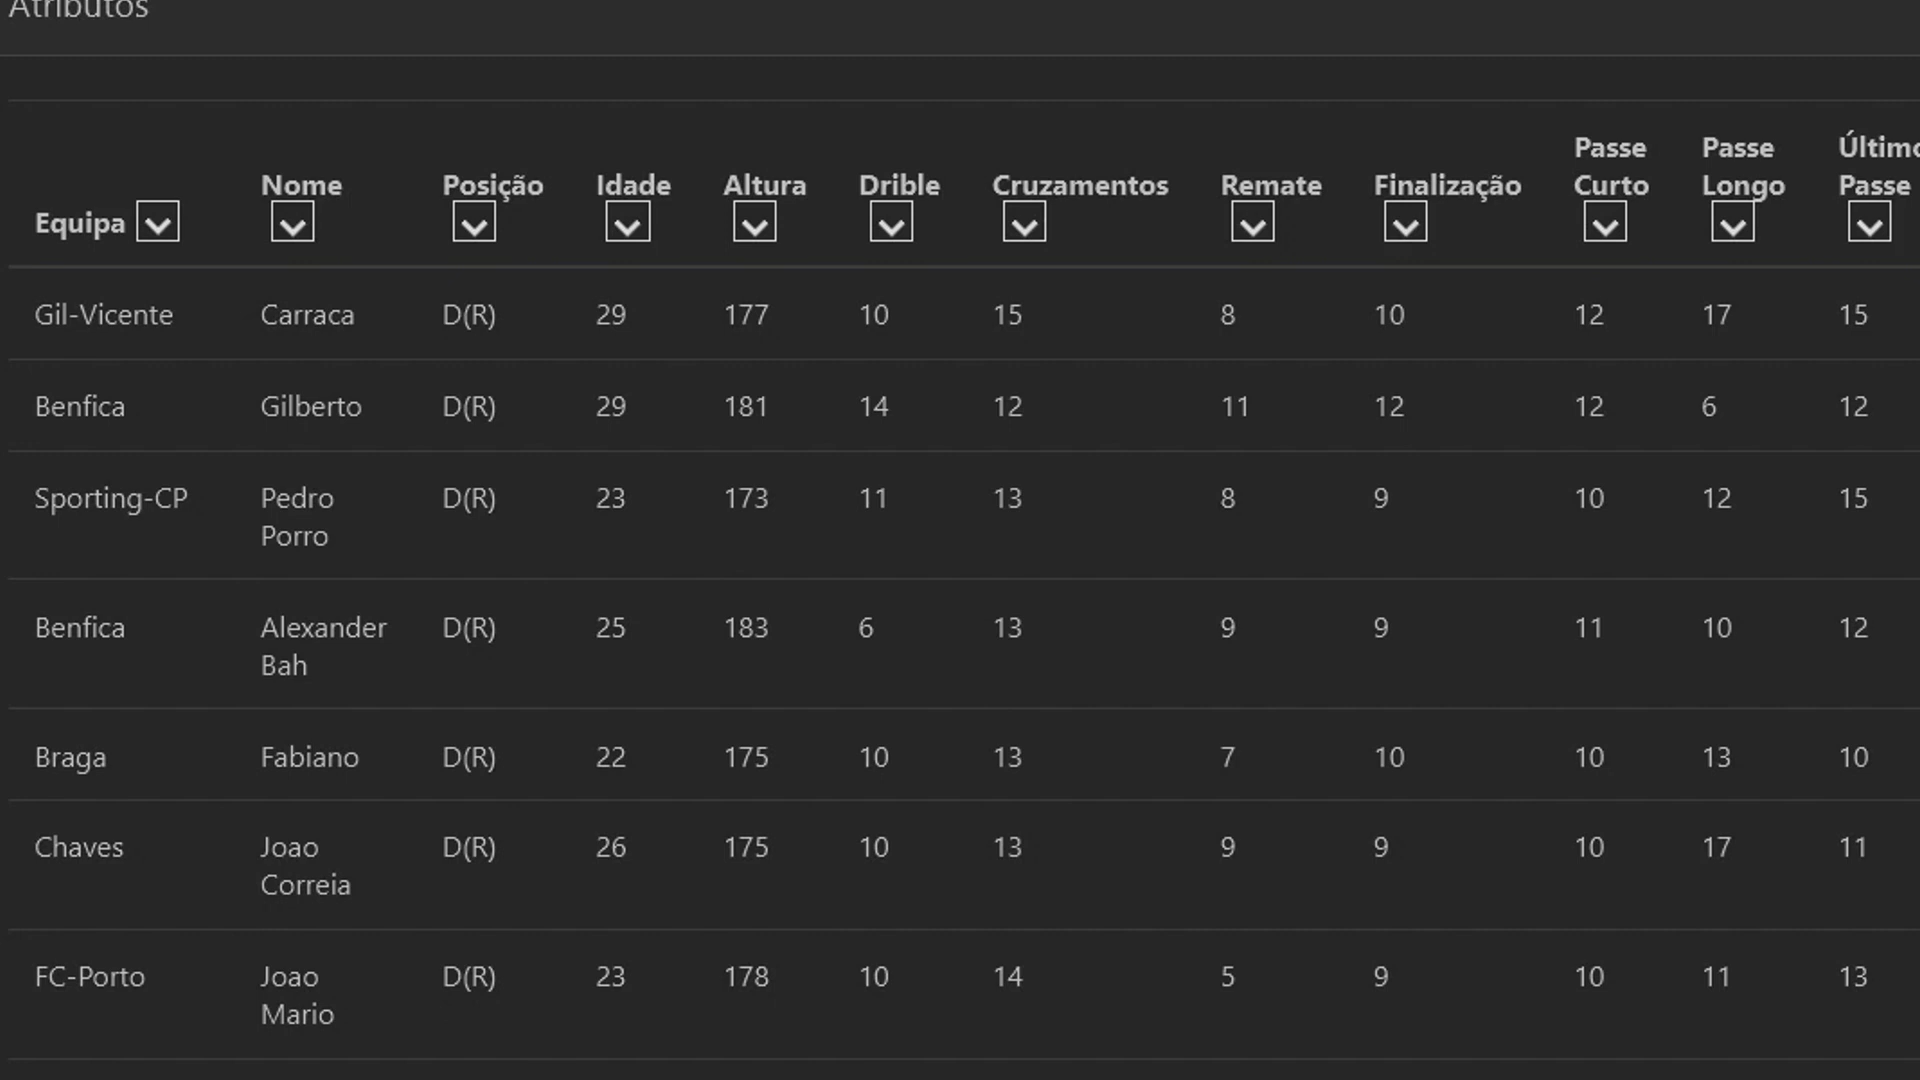 Atributos
Equipa Nome Posição Idade Altura Drible Cruzamentos Remate Finalização Passe Curto Passe Longo Último Passe
Gil-Vicente Carraca D(R) 29 177 10 15 8 10 12 17 15
Benfica Gilberto D(R) 29 181 14 12 11 12 12 6 12
Sporting-CP Pedro Porro D(R) 23 173 11 13 8 9 10 12 15
Benfica Alexander Bah D(R) 25 183 6 13 9 9 11 10 12
Braga Fabiano D(R) 22 175 10 13 7 10 10 13 10
Chaves Joao Correia D(R) 26 175 10 13 9 9 10 17 11
FC-Porto Joao Mario D(R) 23 178 10 14 5 9 10 11 13